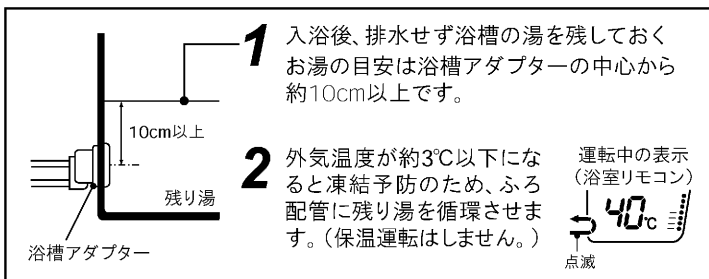 1 入浴後、排水せず浴槽の湯を残しておく
お湯の目安は浴槽アダプターの中心から
約10cm以上です。
10cm以上
残り湯
浴槽アダプター
2 外気温度が約3℃以下にな
ると凍結予防のため、ふろ
配管に残り湯を循環させま
す。(保温運転はしません。)
運転中の表示
(浴室リモコン)
40℃
点滅